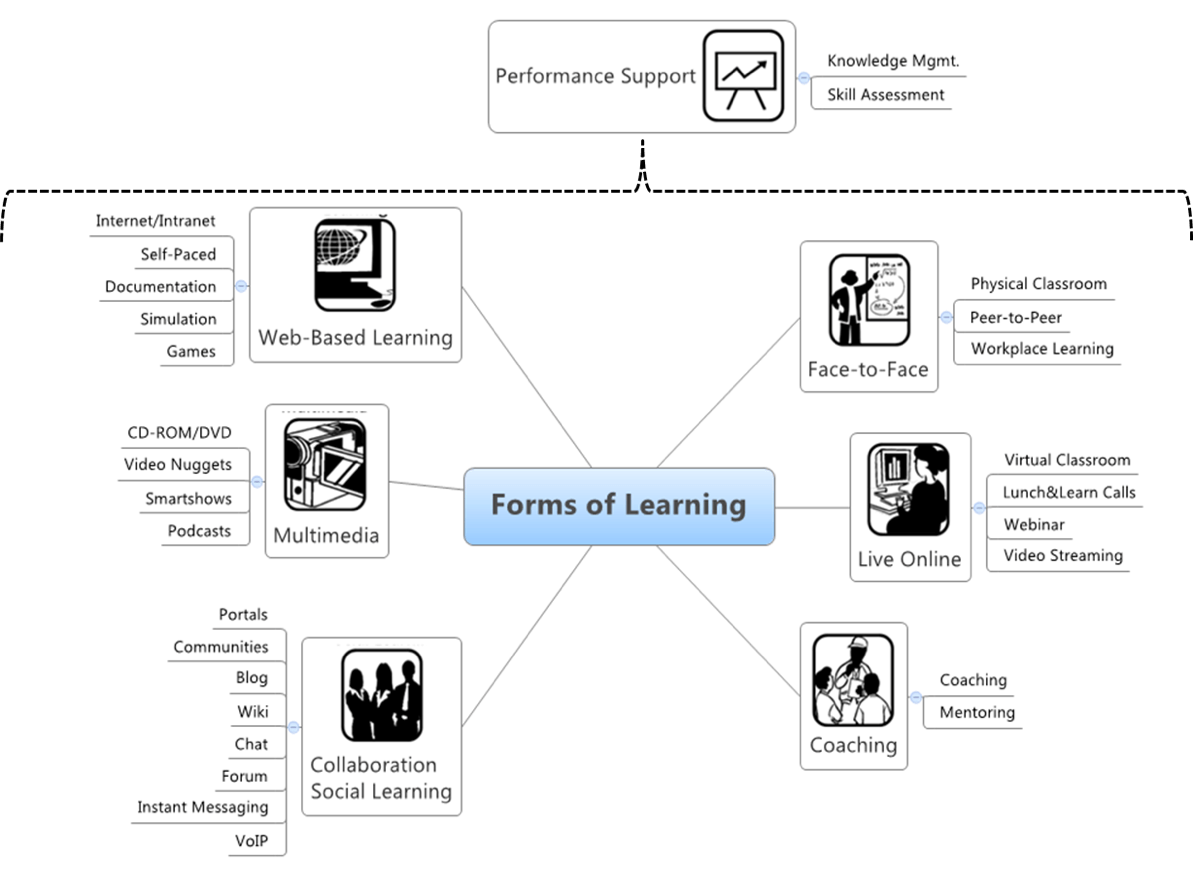 Performance Support
Knowledge Mgmt.
Skill Assessment
Internet/Intranet
Self-Paced
Documentation
Simulation
Games
Web-Based Learning
Face-to-Face
Physical Classroom
Peer-to-Peer
Workplace Learning
CD-ROM/DVD
Video Nuggets
Smartshows
Podcasts
Multimedia
Forms of Learning
Live Online
Virtual Classroom
Lunch&Learn Calls
Webinar
Video Streaming
Portals
Communities
Blog
Wiki
Chat
Forum
Instant Messaging
VoIP
Collaboration
Social Learning
Coaching
Coaching
Mentoring